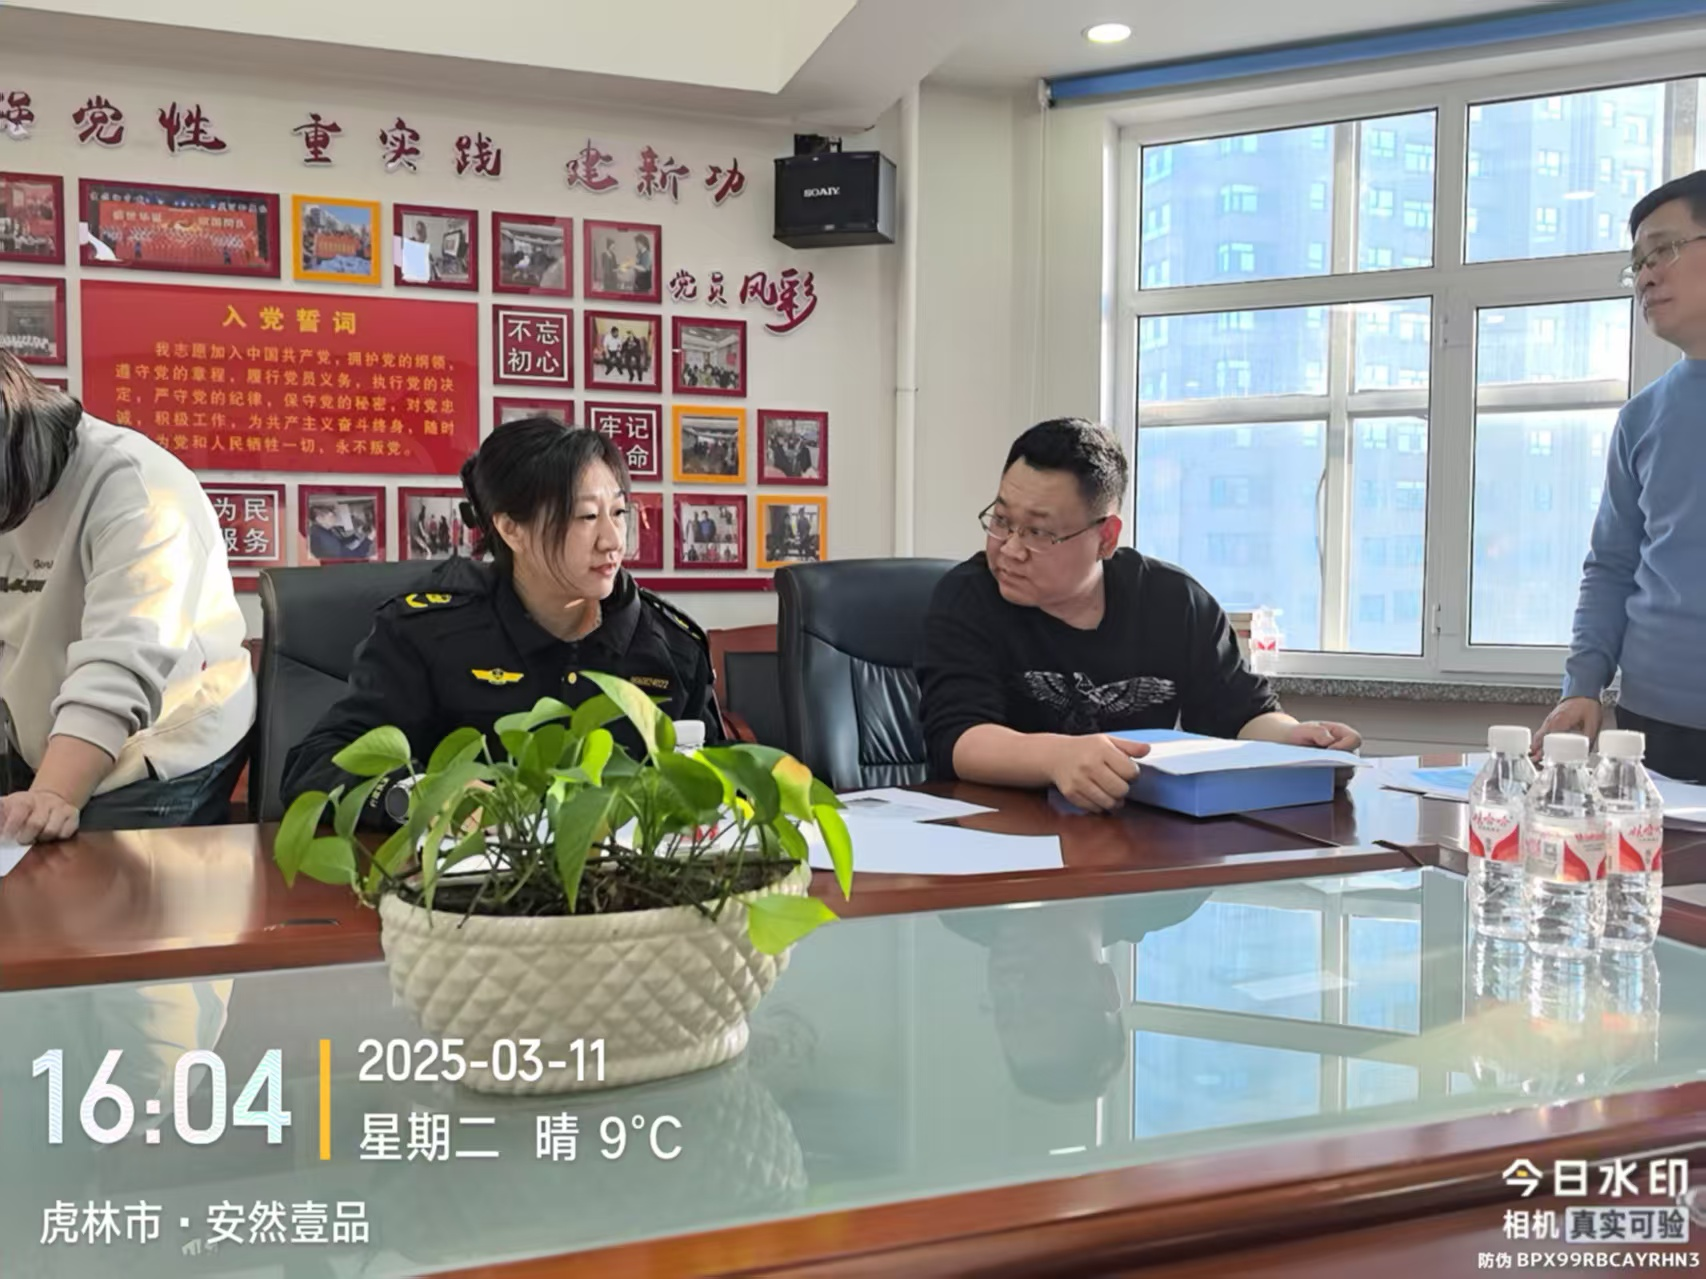 强党性 重实践 建新功
SOAIY
党员风彩
入党誓词
我志愿加入中国共产党，拥护党的纲领，
遵守党的章程，履行党员义务，执行党的决
定，严守党的纪律，保守党的秘密，对党忠
诚，积极工作，为共产主义奋斗终身，随时
为党和人民牺牲一切，永不叛党。
不忘
初心
牢记
命
为民
服务
娃哈哈
16:04
2025-03-11
星期二 晴 9°C
虎林市·安然壹品
今日水印
相机 真实可验
防伪 BPX99RBCAYRHN3